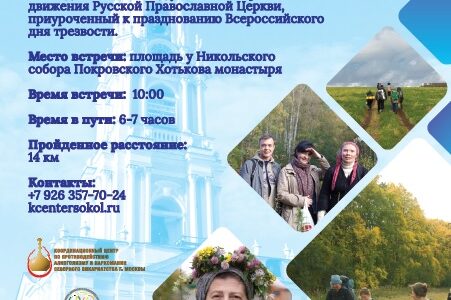 движения Русской Православной Церкви,
приуроченный к празднованию Всероссийского
дня трезвости.
Место встречи: площадь у Никольского
собора Покровского Хотькова монастыря
Время встречи: 10:00
Время в пути: 6-7 часов
Пройденное расстояние:
14 км
Контакты:
+7 926 357-70-24
kcentersokol.ru
КООРДИНАЦИОННЫЙ ЦЕНТР
ПО ПРОТИВОДЕЙСТВИЮ
АЛКОГОЛИЗМУ И НАРКОМАНИИ
СЕВЕРНОГО ВИКАРИАТСТВА Г. МОСКВЫ